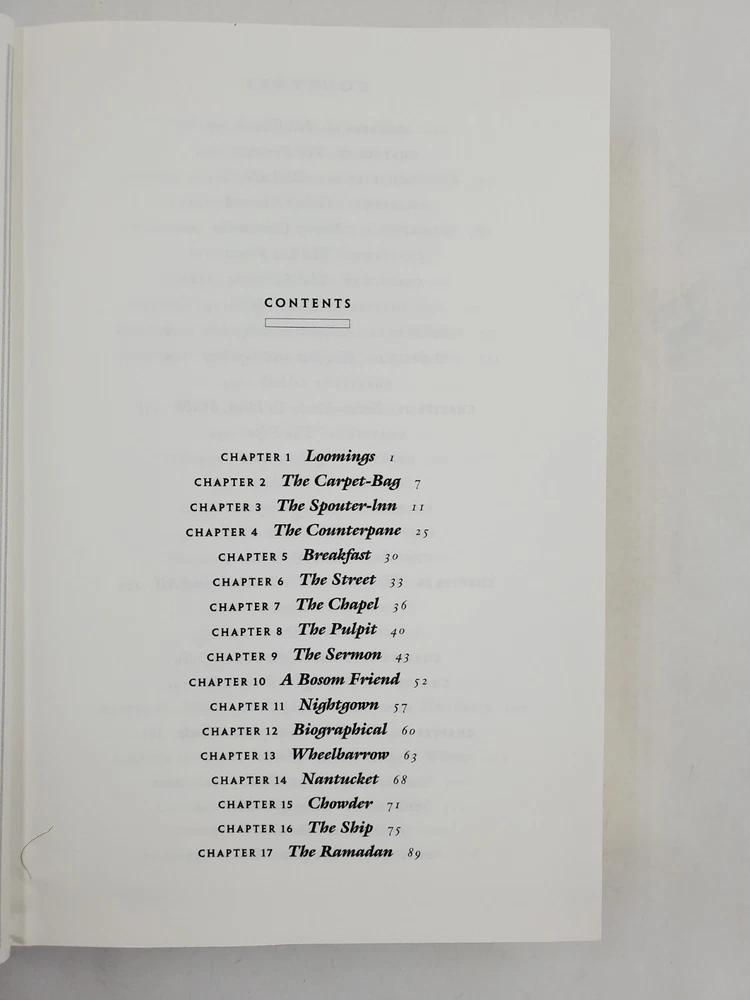 CONTENTS
CHAPTER 1 Loomings 1
CHAPTER 2 The Carpet-Bag 7
CHAPTER 3 The Spouter-Inn 11
CHAPTER 4 The Counterpane 25
CHAPTER 5 Breakfast 30
CHAPTER 6 The Street 33
CHAPTER 7 The Chapel 36
CHAPTER 8 The Pulpit 40
CHAPTER 9 The Sermon 43
CHAPTER 10 A Bosom Friend 52
CHAPTER 11 Nightgown 57
CHAPTER 12 Biographical 60
CHAPTER 13 Wheelbarrow 63
CHAPTER 14 Nantucket 68
CHAPTER 15 Chowder 71
CHAPTER 16 The Ship 75
CHAPTER 17 The Ramadan 89